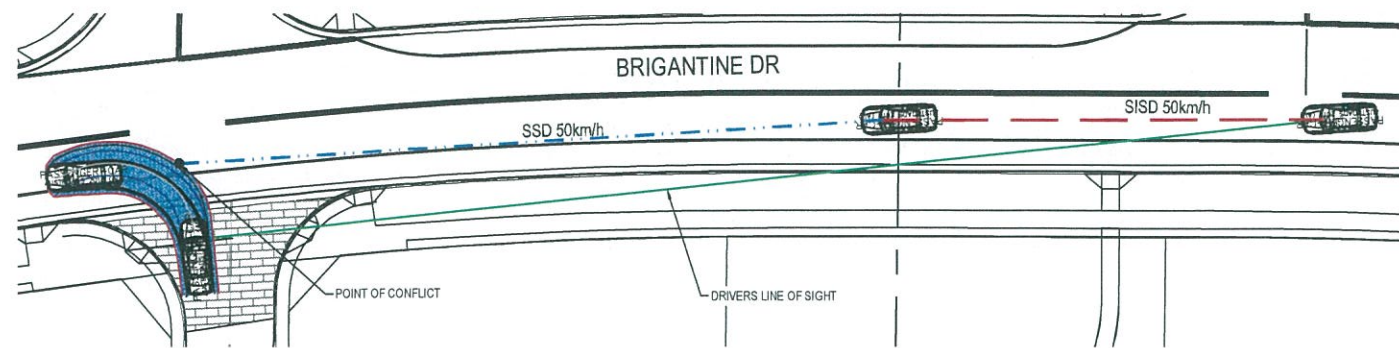 BRIGANTINE DR
SSD 50km/h
SISD 50km/h
POINT OF CONFLICT
DRIVERS LINE OF SIGHT